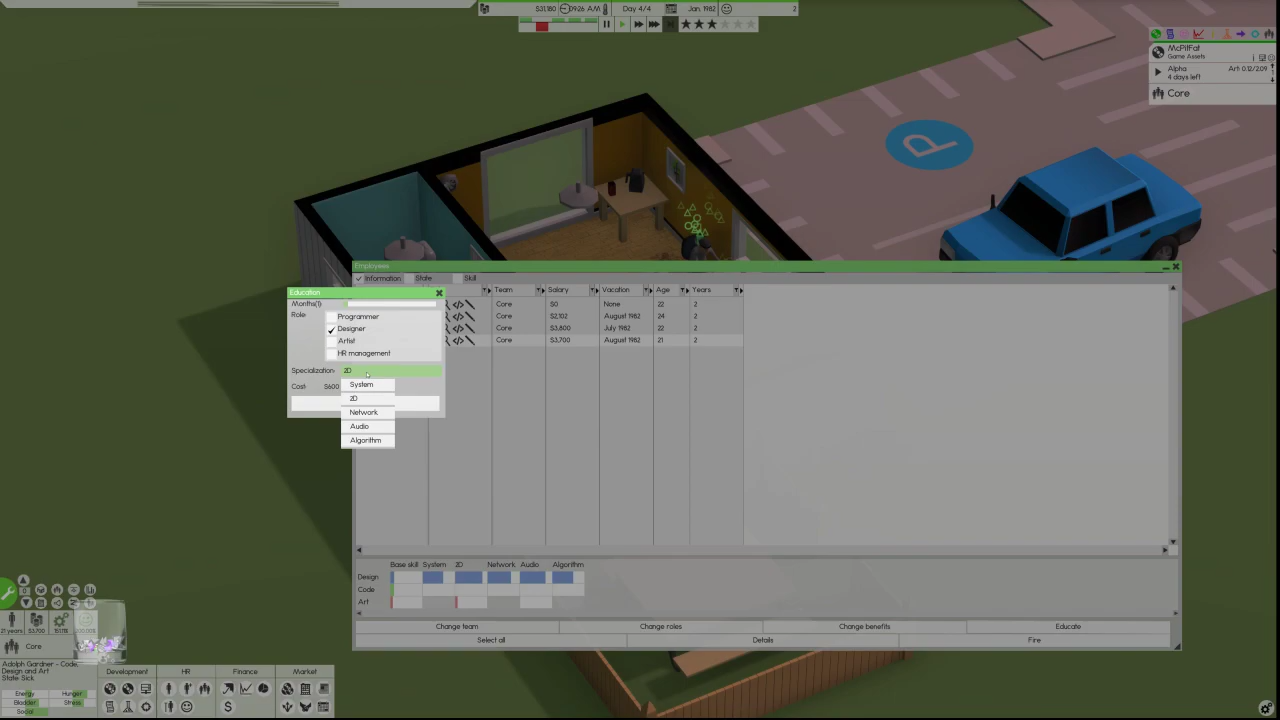 $31,180 09:26 AM Day 4/4 Jan. 1982 2
McPitFat
Game Assets
Alpha Art: 0.12/2.09
4 days left
Core
Employees
Information State Skill
Team Salary Vacation Age Years
Core $0 None 22 2
Core $2,102 August 1982 24 2
Core $3,800 July 1982 22 2
Core $3,700 August 1982 21 2
Education
Months(1)
Role: Programmer
Designer
Artist
HR management
Specialization: 2D
Cost: $600
System
2D
Network
Audio
Algorithm
Base skill System 2D Network Audio Algorithm
Design
Code
Art
Change team Change roles Change benefits Educate
Select all Details Fire
21 years $3,700
Core
Adolph Gardner - Code,
Design and Art
State: Sick
Energy Hunger
Bladder Stress
Social
Development HR Finance Market